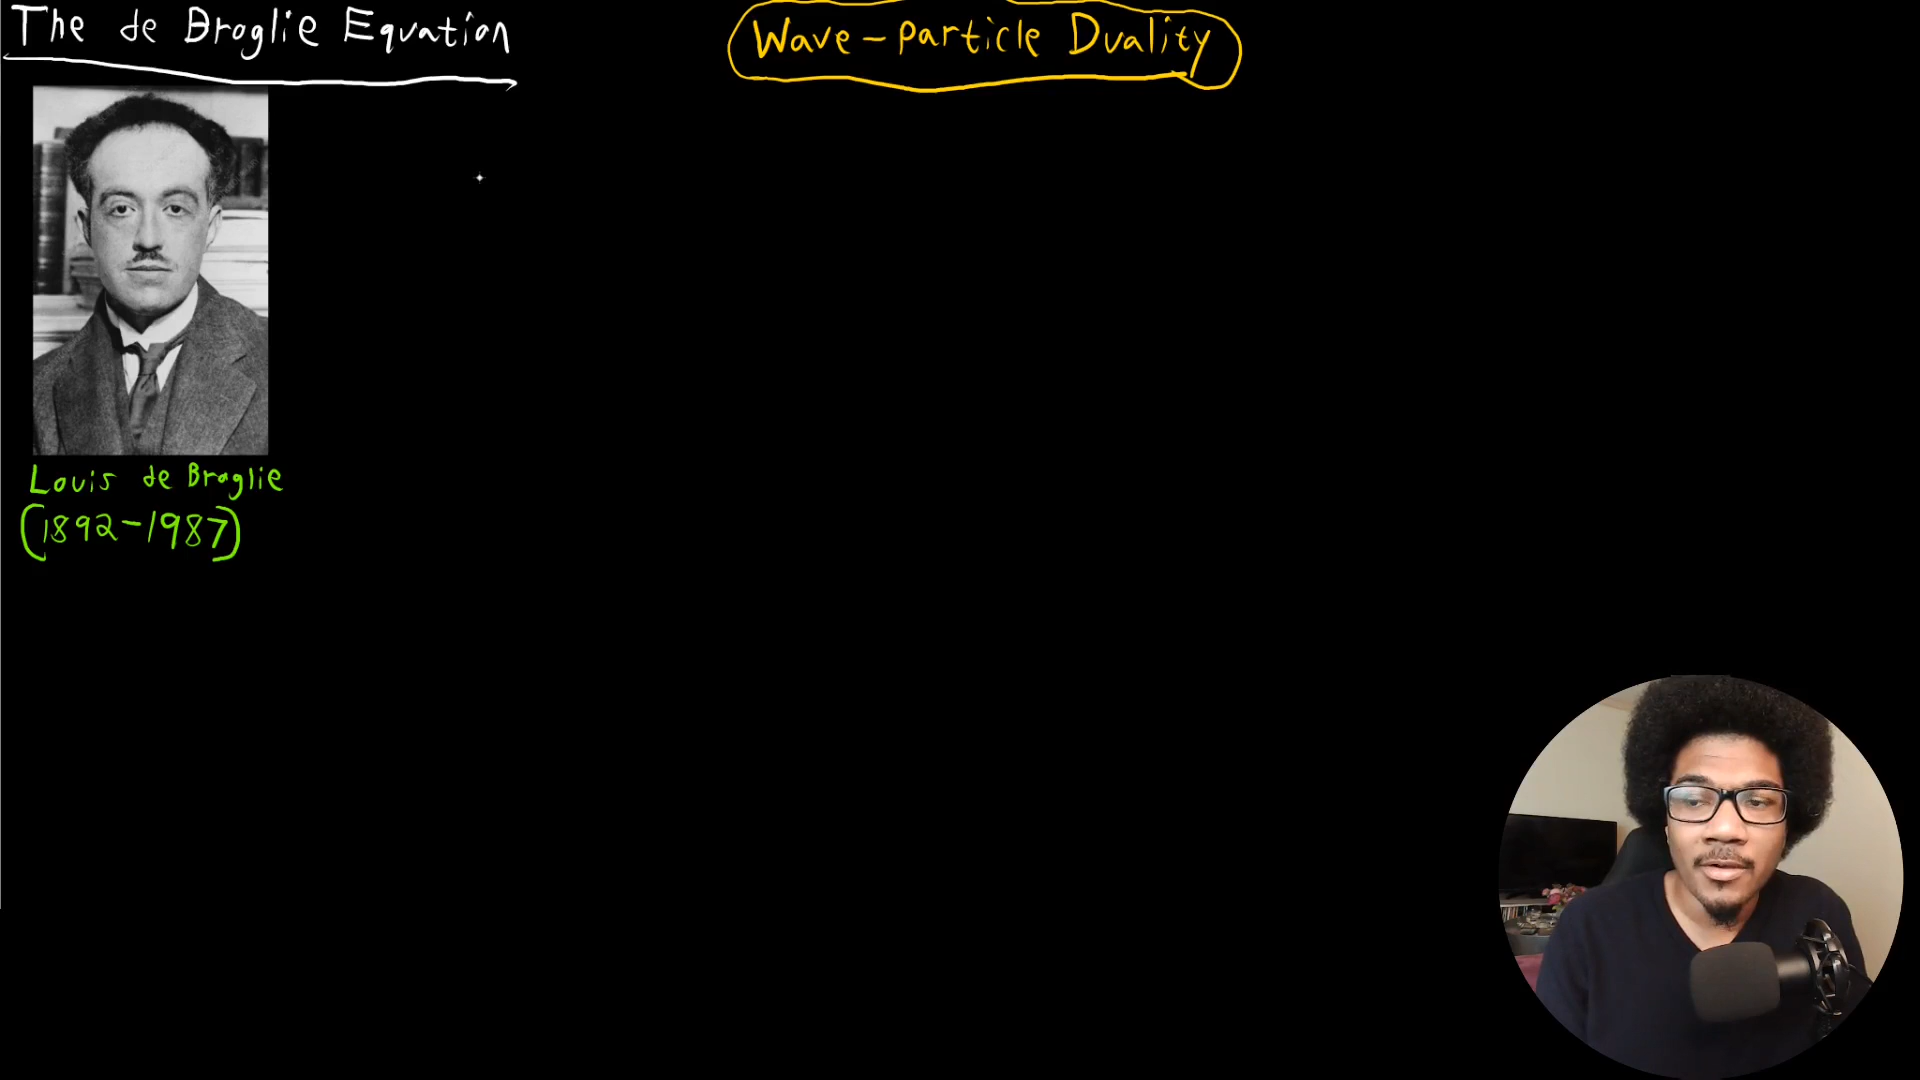 The de Broglie Equation
Wave-particle Duality
Louis de Broglie
(1892-1987)